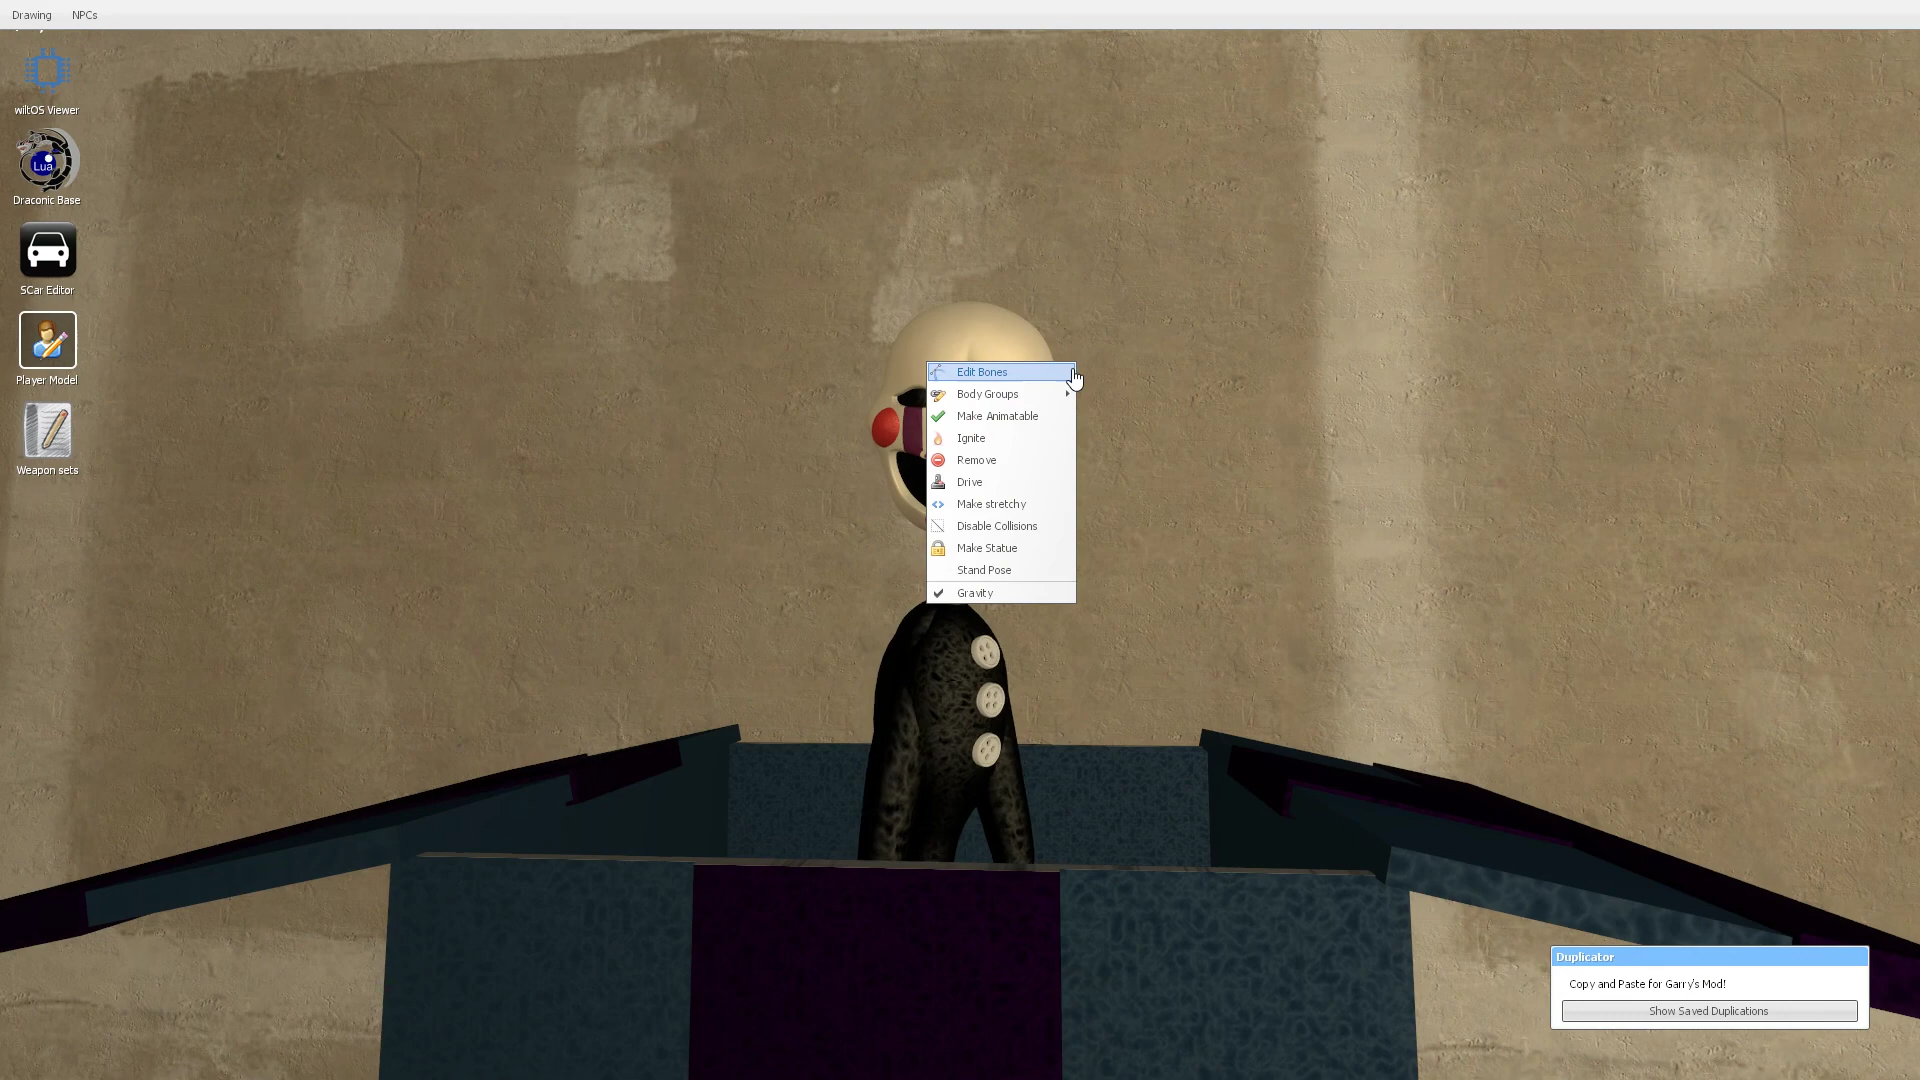 Drawing NPCs
wiltOS Viewer
Lua
Draconic Base
SCar Editor
Player Model
Weapon sets
Edit Bones
Body Groups
Make Animatable
Ignite
Remove
Drive
Make stretchy
Disable Collisions
Make Statue
Stand Pose
Gravity
Duplicator
Copy and Paste for Garry's Mod!
Show Saved Duplications